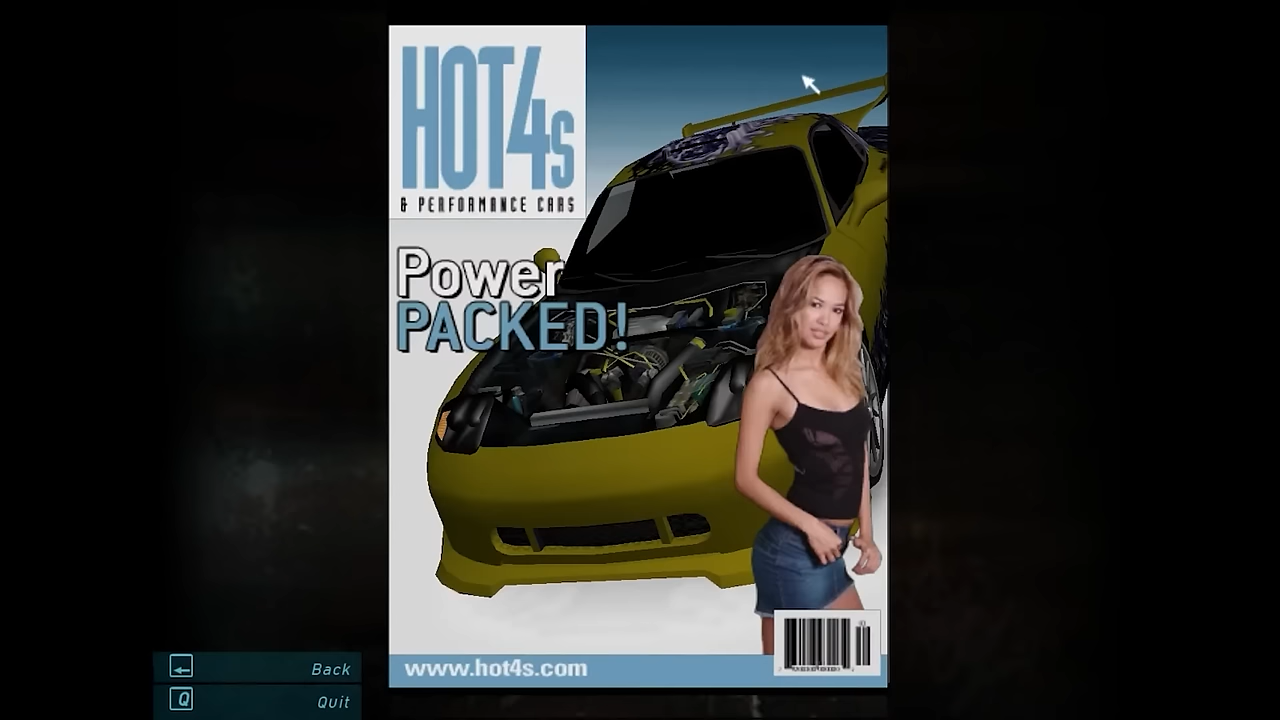 HOT4s
& PERFORMANCE CARS
Power
PACKED!
www.hot4s.com
Back
Q Quit